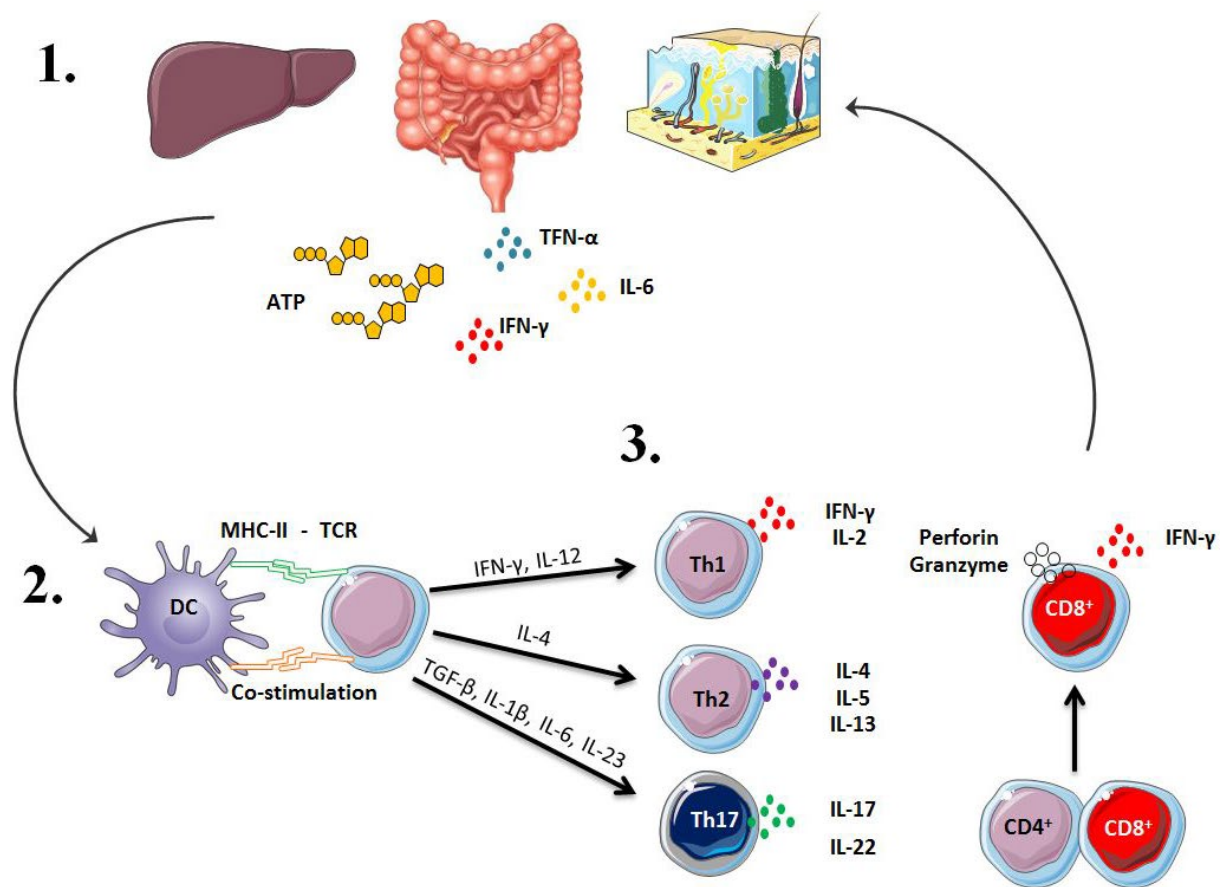 1.
TFN-α
ATP
IL-6
IFN-γ
2.
MHC-II - TCR
DC
Co-stimulation
IFN-γ, IL-12
IL-4
TGF-β, IL-1β, IL-6, IL-23
3.
Th1
IFN-γ
IL-2
Th2
IL-4
IL-5
IL-13
Th17
IL-17
IL-22
Perforin
Granzyme
IFN-γ
CD8⁺
CD4⁺
CD8⁺